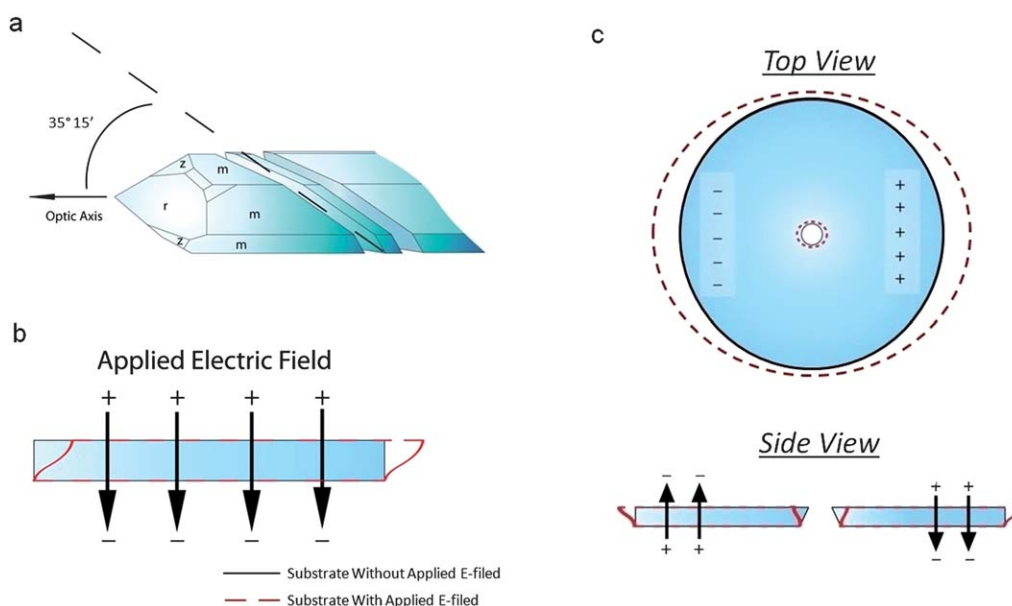 a
35° 15′
Optic Axis
z
m
r
m
z
m
b
Applied Electric Field
+ + + +
− − − −
Substrate Without Applied E-filed
Substrate With Applied E-filed
c
Top View
− +
− +
− +
− +
− +
Side View
− − + +
+ + − −